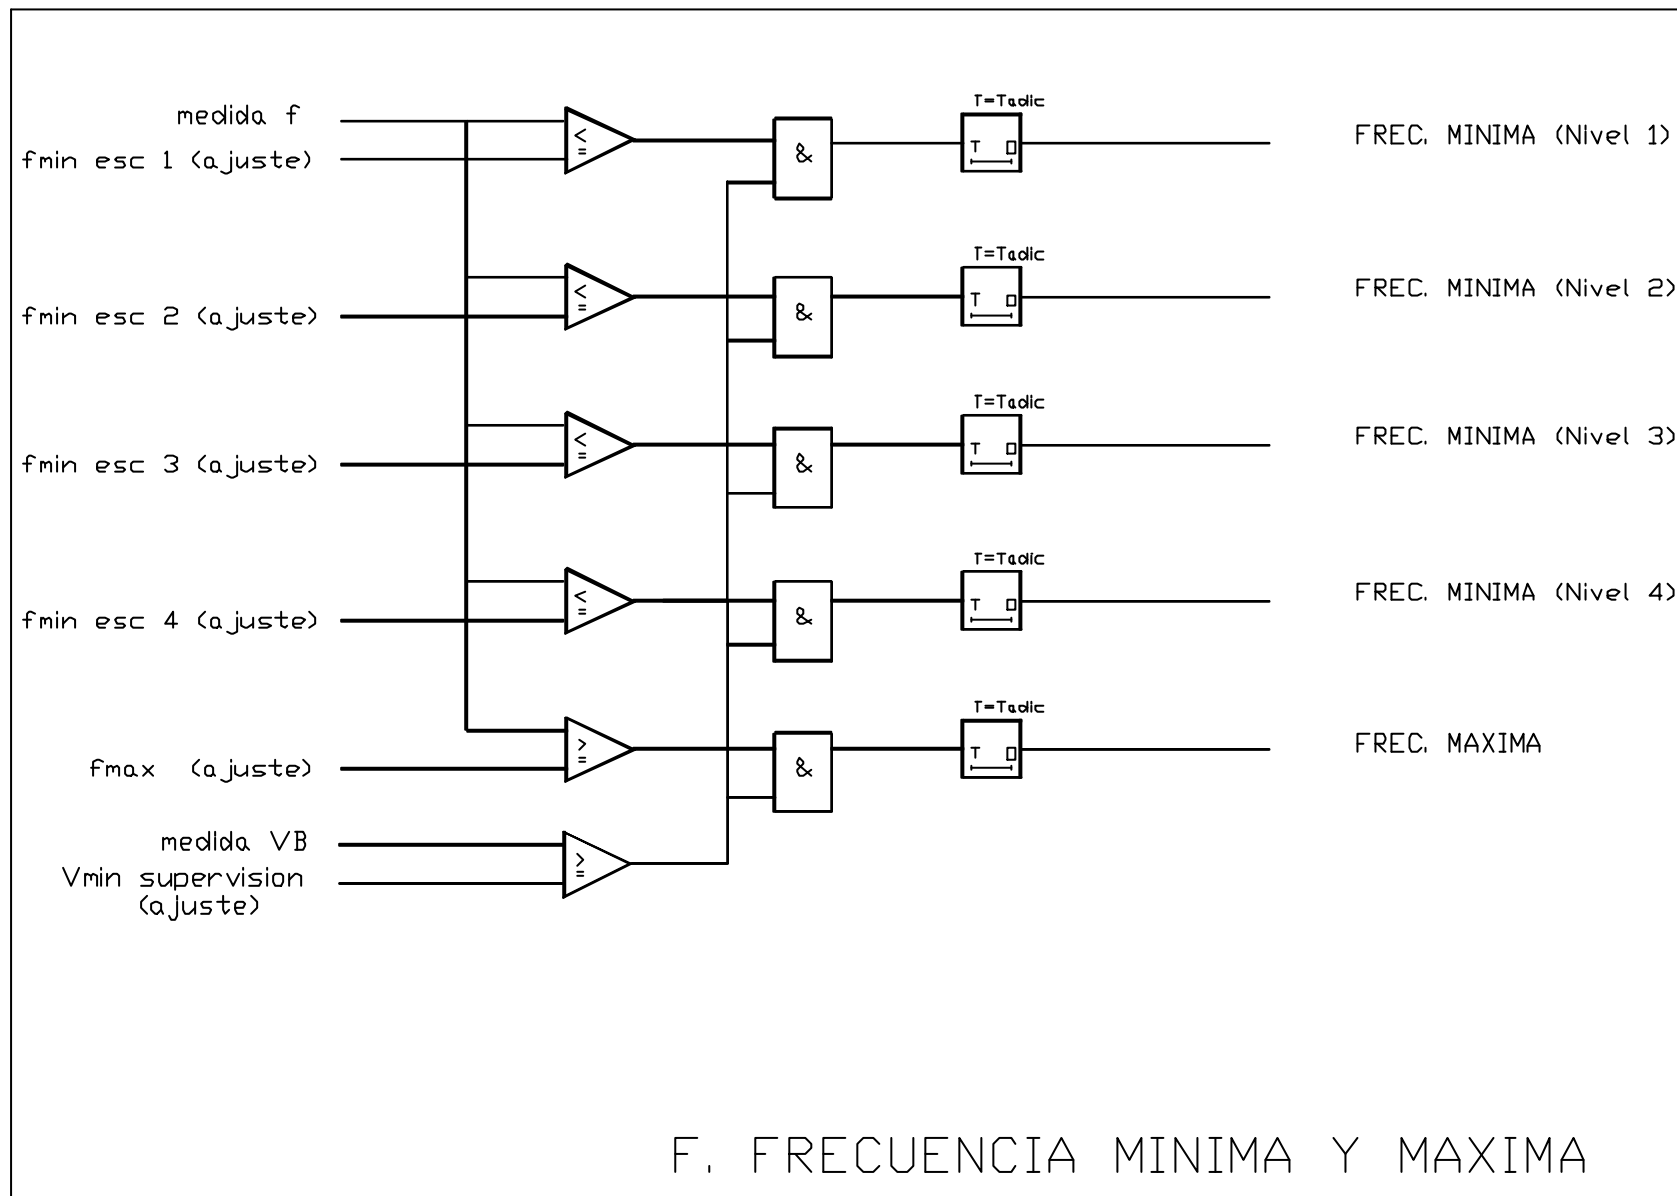 T=Tadic
medida f
<
=
&
T
FREC. MINIMA (Nivel 1)
fmin esc 1 (ajuste)
T=Tadic
<
=
&
T
FREC. MINIMA (Nivel 2)
fmin esc 2 (ajuste)
T=Tadic
<
=
&
T
FREC. MINIMA (Nivel 3)
fmin esc 3 (ajuste)
T=Tadic
<
=
&
T
FREC. MINIMA (Nivel 4)
fmin esc 4 (ajuste)
T=Tadic
>
=
&
T
FREC. MAXIMA
fmax (ajuste)
medida VB
>
=
Vmin supervision
(ajuste)
F. FRECUENCIA MINIMA Y MAXIMA